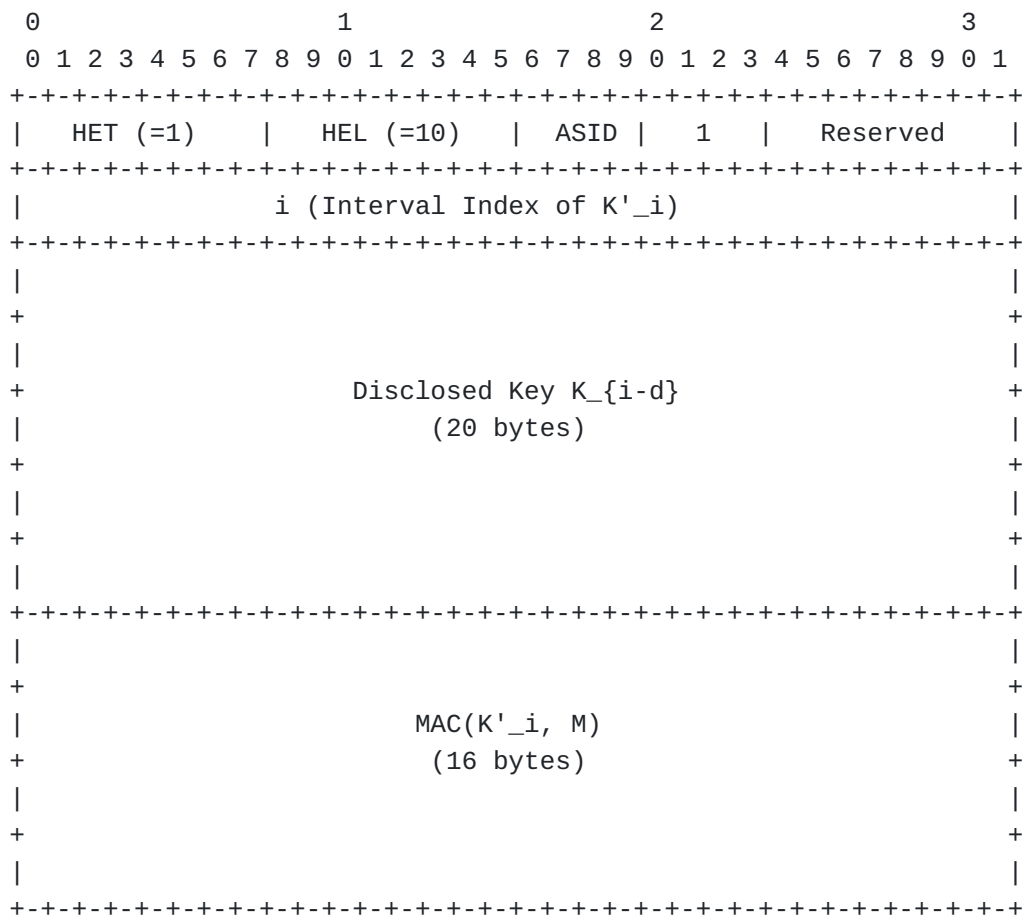 0                   1                   2                   3
 0 1 2 3 4 5 6 7 8 9 0 1 2 3 4 5 6 7 8 9 0 1 2 3 4 5 6 7 8 9 0 1
+-+-+-+-+-+-+-+-+-+-+-+-+-+-+-+-+-+-+-+-+-+-+-+-+-+-+-+-+-+-+-+-+
|   HET (=1)    |   HEL (=10)   |  ASID |   1   |   Reserved    |
+-+-+-+-+-+-+-+-+-+-+-+-+-+-+-+-+-+-+-+-+-+-+-+-+-+-+-+-+-+-+-+-+
|                i (Interval Index of K'_i)                     |
+-+-+-+-+-+-+-+-+-+-+-+-+-+-+-+-+-+-+-+-+-+-+-+-+-+-+-+-+-+-+-+-+
|                                                               |
+                                                               +
|                                                               |
+                     Disclosed Key K_{i-d}                     +
|                          (20 bytes)                           |
+                                                               +
|                                                               |
+                                                               +
|                                                               |
+-+-+-+-+-+-+-+-+-+-+-+-+-+-+-+-+-+-+-+-+-+-+-+-+-+-+-+-+-+-+-+-+
|                                                               |
+                                                               +
|                         MAC(K'_i, M)                          |
+                          (16 bytes)                           +
|                                                               |
+                                                               +
|                                                               |
+-+-+-+-+-+-+-+-+-+-+-+-+-+-+-+-+-+-+-+-+-+-+-+-+-+-+-+-+-+-+-+-+